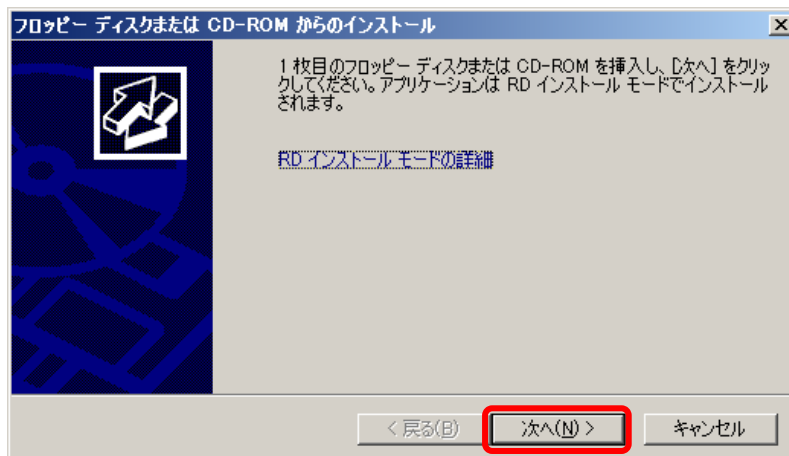 フロッピー ディスクまたは CD-ROM からのインストール
1 枚目のフロッピー ディスクまたは CD-ROM を挿入し、[次へ] をクリッ
クしてください。アプリケーションは RD インストール モードでインストール
されます。
RD インストール モードの詳細
< 戻る(B)
次へ(N) >
キャンセル